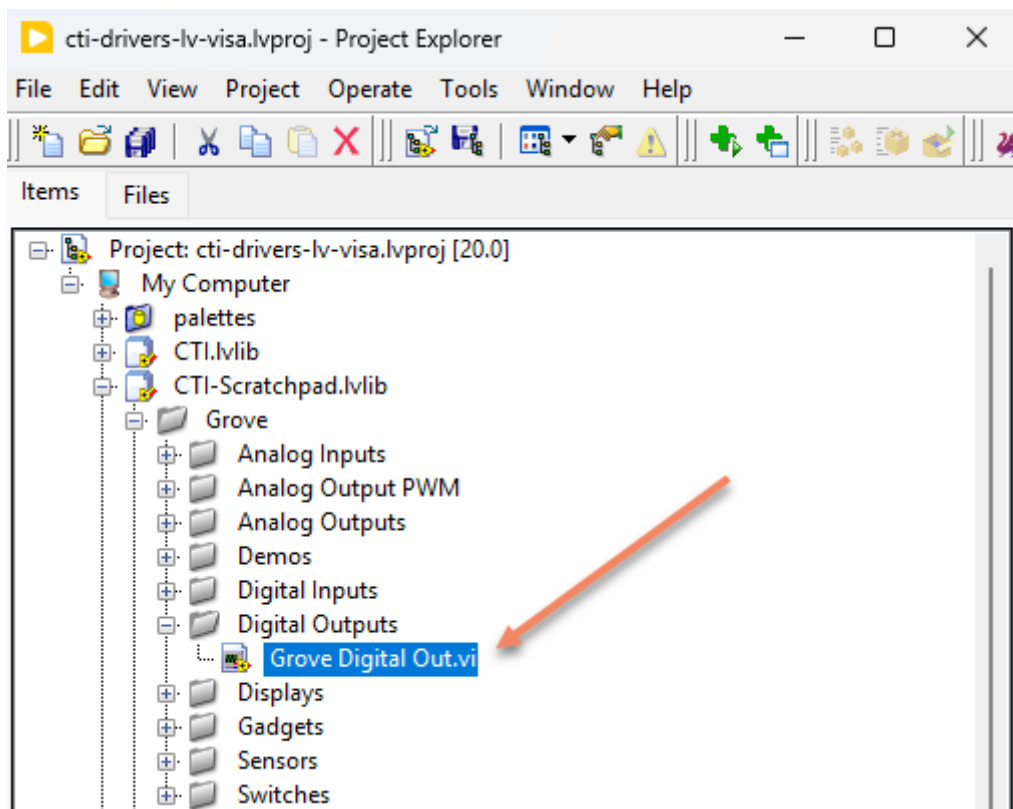 cti-drivers-lv-visa.lvproj - Project Explorer
File Edit View Project Operate Tools Window Help
Items Files
Project: cti-drivers-lv-visa.lvproj [20.0]
My Computer
palettes
CTI.lvlib
CTI-Scratchpad.lvlib
Grove
Analog Inputs
Analog Output PWM
Analog Outputs
Demos
Digital Inputs
Digital Outputs
Grove Digital Out.vi
Displays
Gadgets
Sensors
Switches